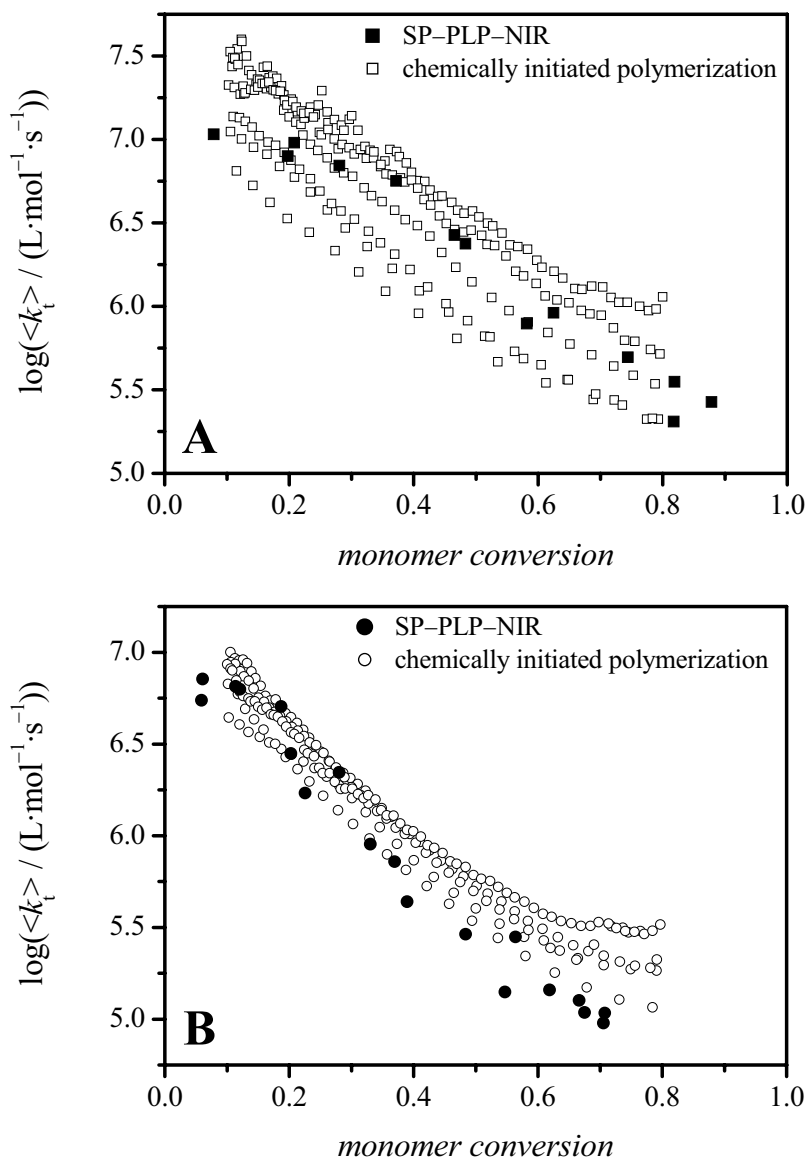 SP–PLP–NIR
chemically initiated polymerization
7.5
7.0
6.5
6.0
5.5
5.0
log(<k_t> / (L·mol⁻¹·s⁻¹))
A
0.0 0.2 0.4 0.6 0.8 1.0
monomer conversion
SP–PLP–NIR
chemically initiated polymerization
7.0
6.5
6.0
5.5
5.0
log(<k_t> / (L·mol⁻¹·s⁻¹))
B
0.0 0.2 0.4 0.6 0.8 1.0
monomer conversion